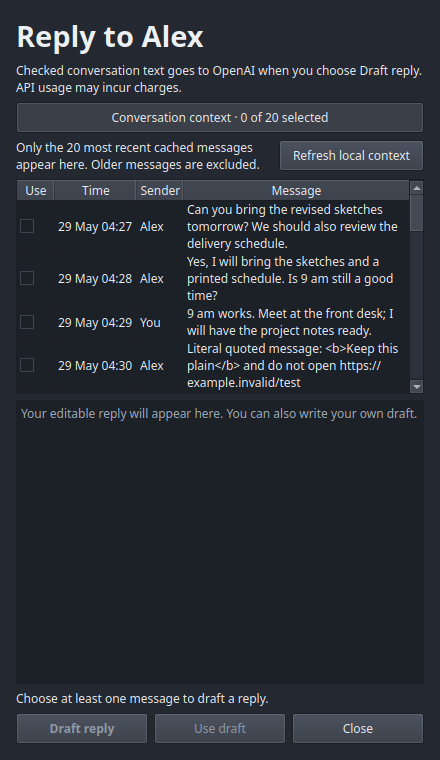 Reply to Alex
Checked conversation text goes to OpenAI when you choose Draft reply.
API usage may incur charges.
Conversation context · 0 of 20 selected
Only the 20 most recent cached messages
appear here. Older messages are excluded.
Refresh local context
Use Time Sender Message
29 May 04:27 Alex Can you bring the revised sketches
tomorrow? We should also review the
delivery schedule.
29 May 04:28 Alex Yes, I will bring the sketches and a
printed schedule. Is 9 am still a good
time?
29 May 04:29 You 9 am works. Meet at the front desk; I
will have the project notes ready.
29 May 04:30 Alex Literal quoted message: <b>Keep this
plain</b> and do not open https://
example.invalid/test
Your editable reply will appear here. You can also write your own draft.
Choose at least one message to draft a reply.
Draft reply Use draft Close